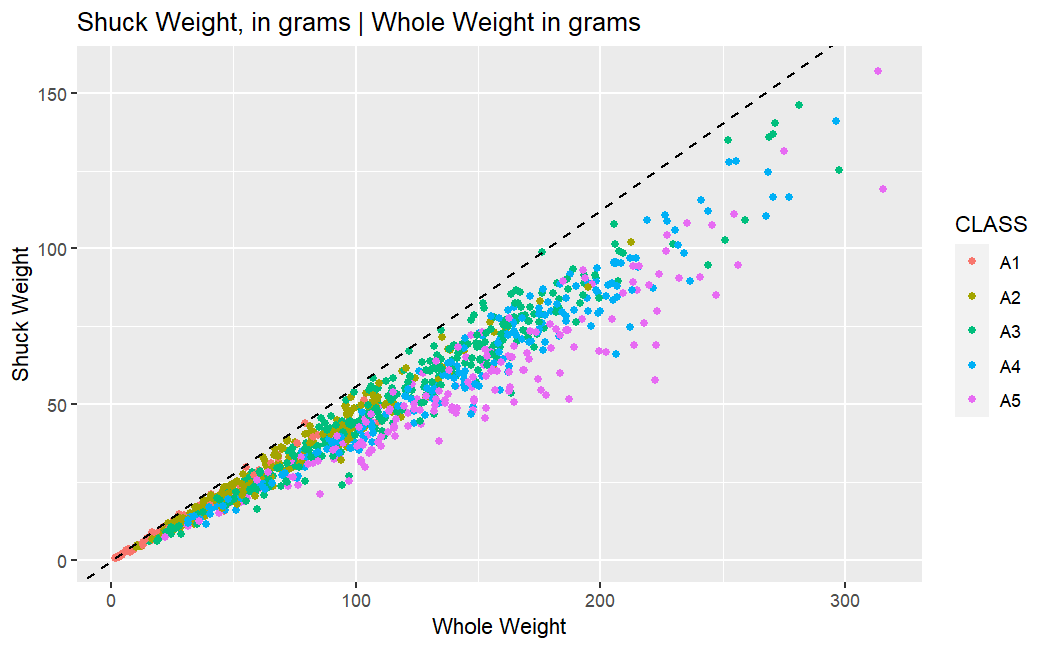 Shuck Weight, in grams | Whole Weight in grams
150
100
50
0
Shuck Weight
0
100
200
300
Whole Weight
CLASS
A1
A2
A3
A4
A5